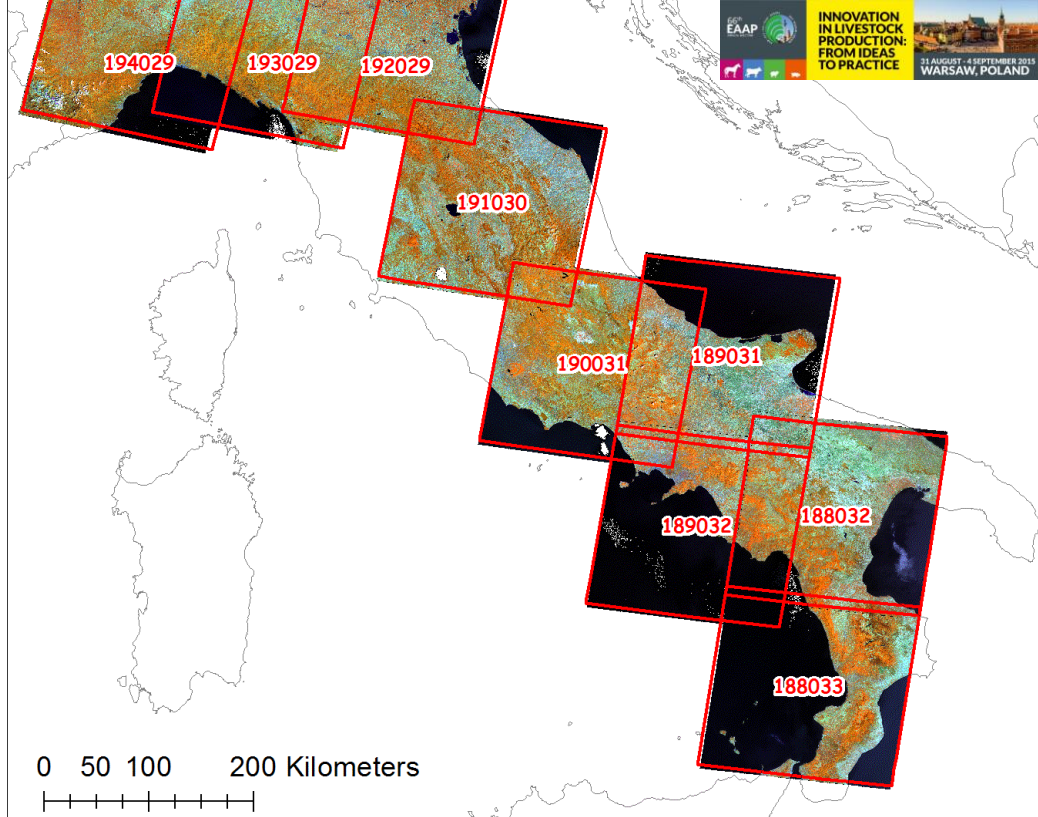 66th
EAAP
INNOVATION
IN LIVESTOCK
PRODUCTION:
FROM IDEAS
TO PRACTICE
31 AUGUST - 4 SEPTEMBER 2015
WARSAW, POLAND
194029
193029
192029
191030
190031
189031
189032
188032
188033
0 50 100 200 Kilometers